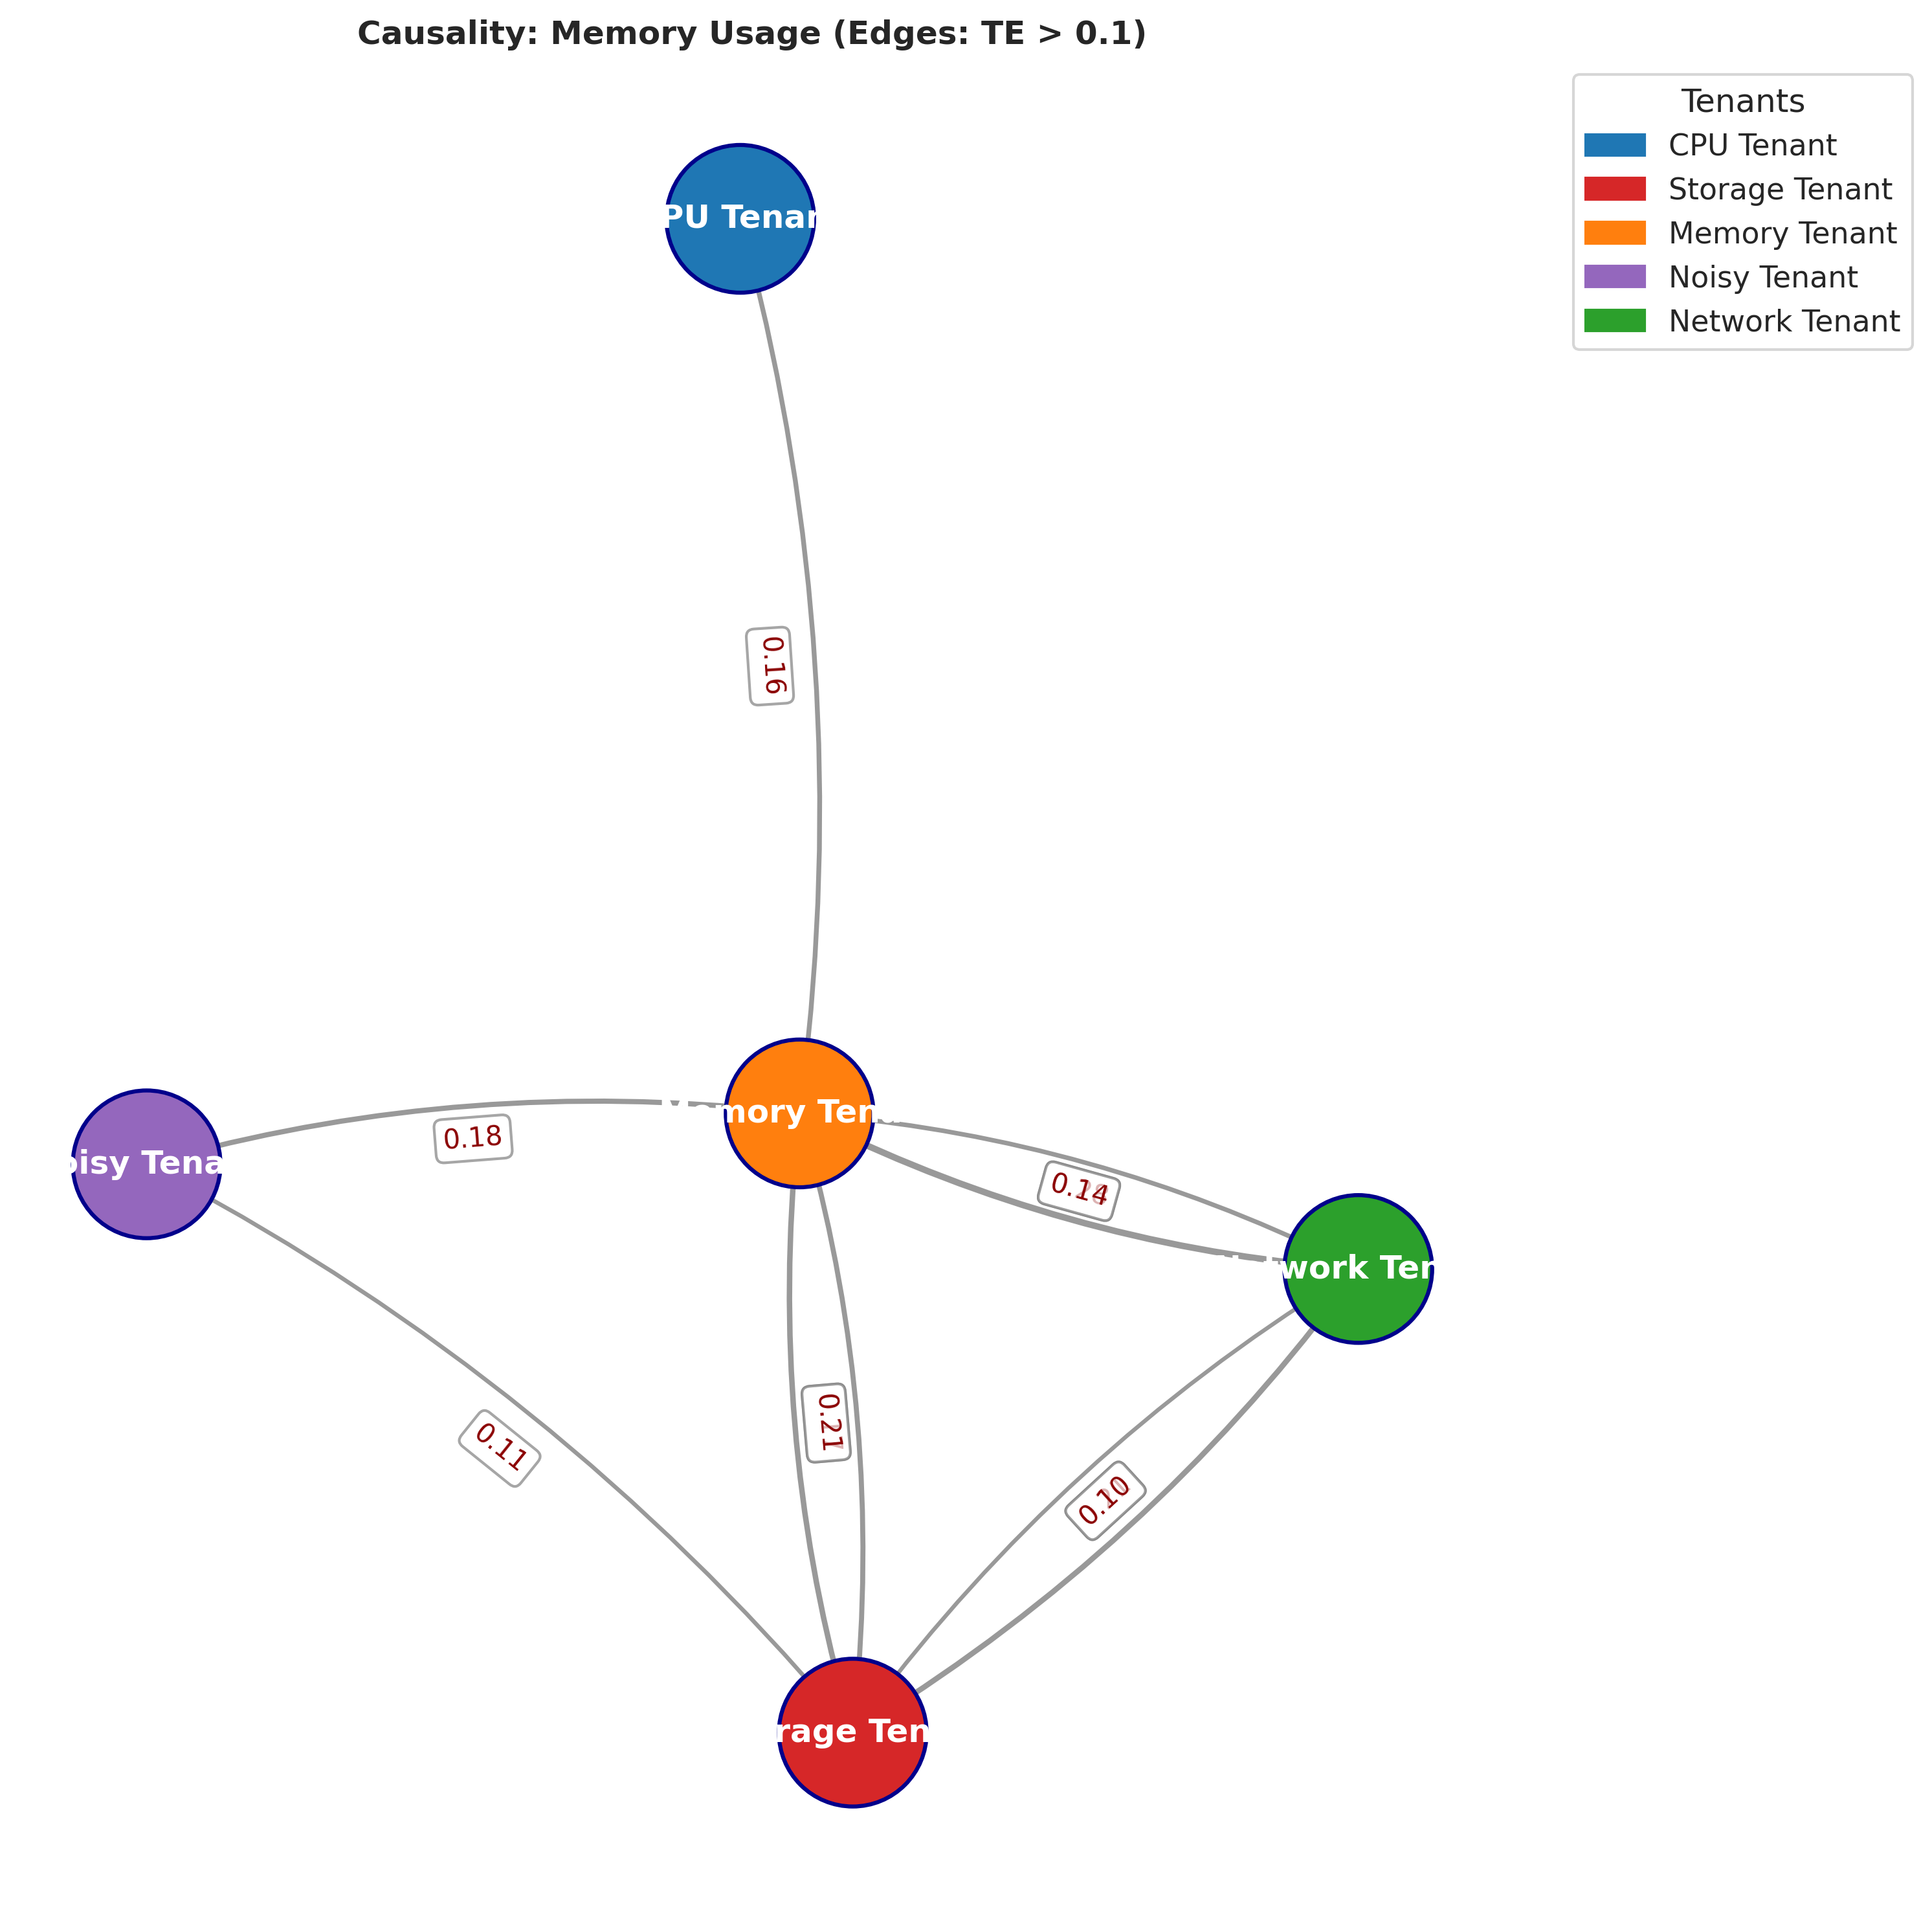 Causality: Memory Usage (Edges: TE > 0.1)
Tenants
CPU Tenant
Storage Tenant
Memory Tenant
Noisy Tenant
Network Tenant
PU Tenan
0.16
mory Ten
0.18
oisy Tena
0.14
work Ten
0.21
0.11
0.10
rage Ten